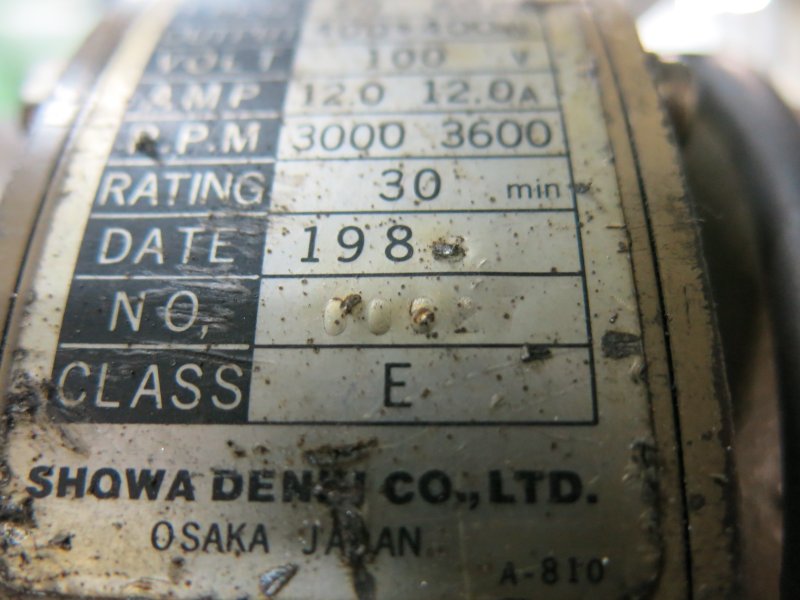 VOLT 100 V
AMP 12.0 12.0A
R.P.M 3000 3600
RATING 30 min
DATE 198
NO,
CLASS E
SHOWA DENKI CO., LTD.
OSAKA JAPAN
A-810